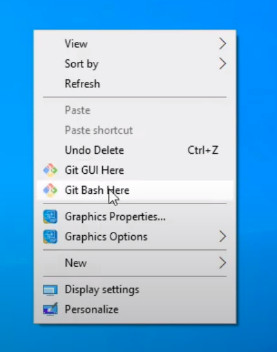 View
Sort by
Refresh
Paste
Paste shortcut
Undo Delete Ctrl+Z
Git GUI Here
Git Bash Here
Graphics Properties...
Graphics Options
New
Display settings
Personalize